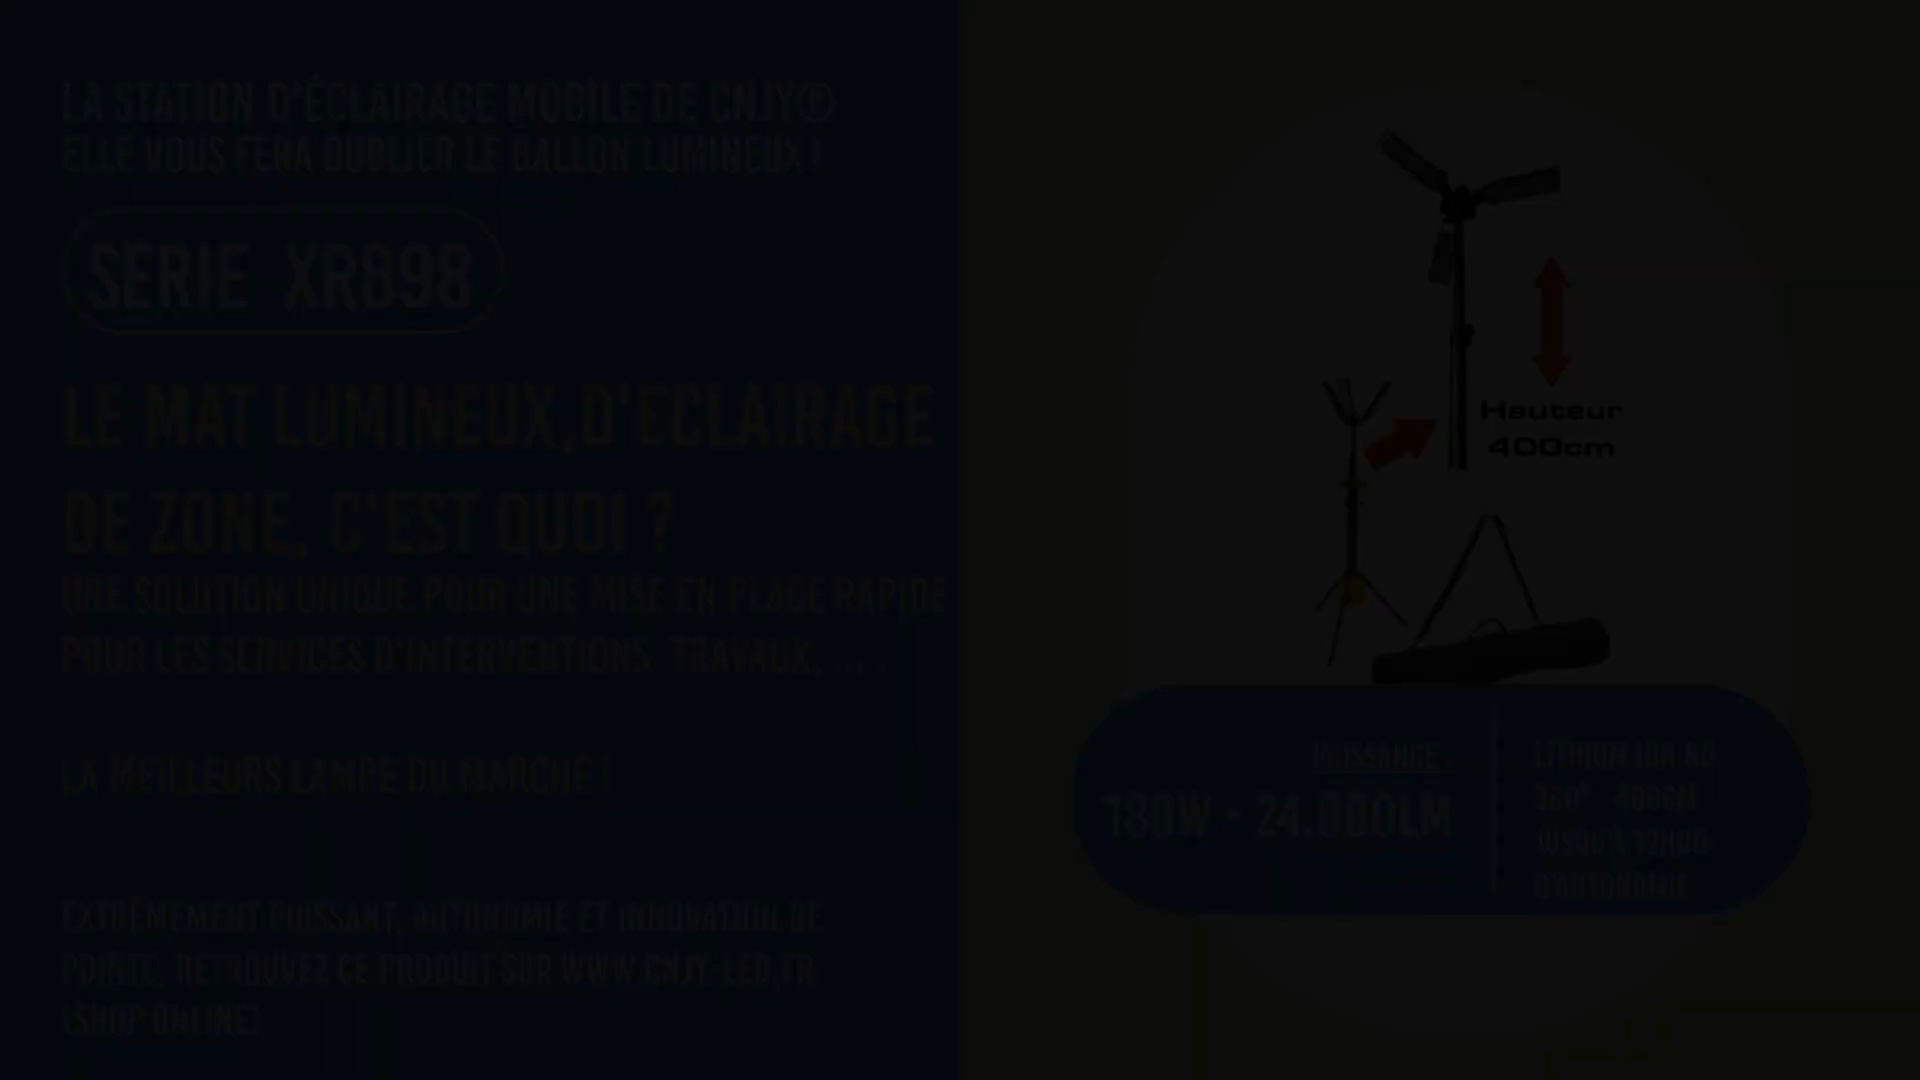 LA STATION D'ÉCLAIRAGE MOBILE DE CNJY®
ELLE VOUS FERA OUBLIER LE BALLON LUMINEUX !
SÉRIE XR898
LE MAT LUMINEUX,D'ECLAIRAGE
DE ZONE, C'EST QUOI ?
UNE SOLUTION UNIQUE POUR UNE MISE EN PLACE RAPIDE
POUR LES SERVICES D'INTERVENTIONS TRAVAUX, ... .
LA MEILLEURS LAMPE DU MARCHÉ !
EXTRÊMEMENT PUISSANT, AUTONOMIE ET INNOVATION DE
POINTE, RETROUVEZ CE PRODUIT SUR WWW.CNJY-LED.FR
(SHOP ONLINE)
Hauteur
400cm
PUISSANCE :
180W - 24.000LM
LITHIUM ION
360° - 400CM
JUSQU'À 12H00
D'AUTONOMIE